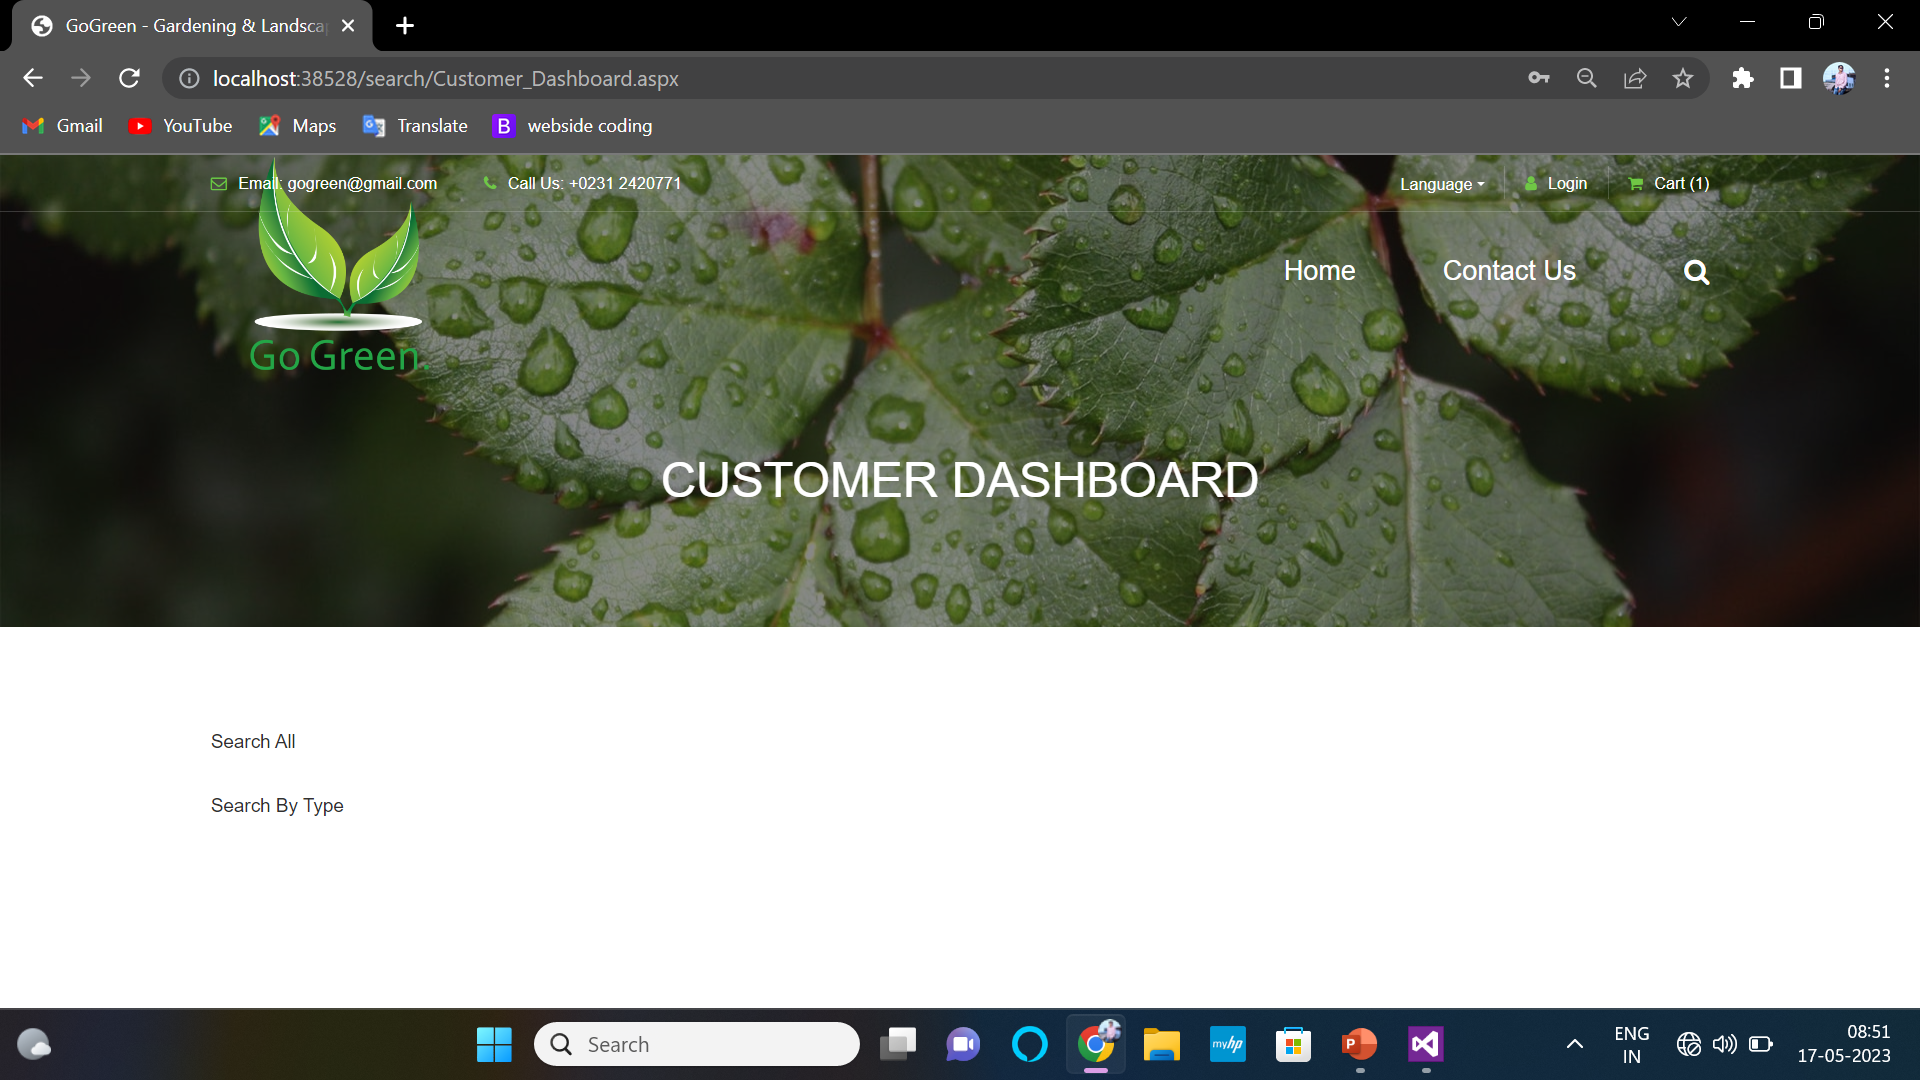 GoGreen - Gardening & Landsca
localhost:38528/search/Customer_Dashboard.aspx
Gmail YouTube Maps Translate B webside coding
Email: gogreen@gmail.com Call Us: +0231 2420771 Language Login Cart (1)
Home Contact Us
Go Green.
CUSTOMER DASHBOARD
Search All
Search By Type
Search myhp P ENG 08:51
IN 17-05-2023